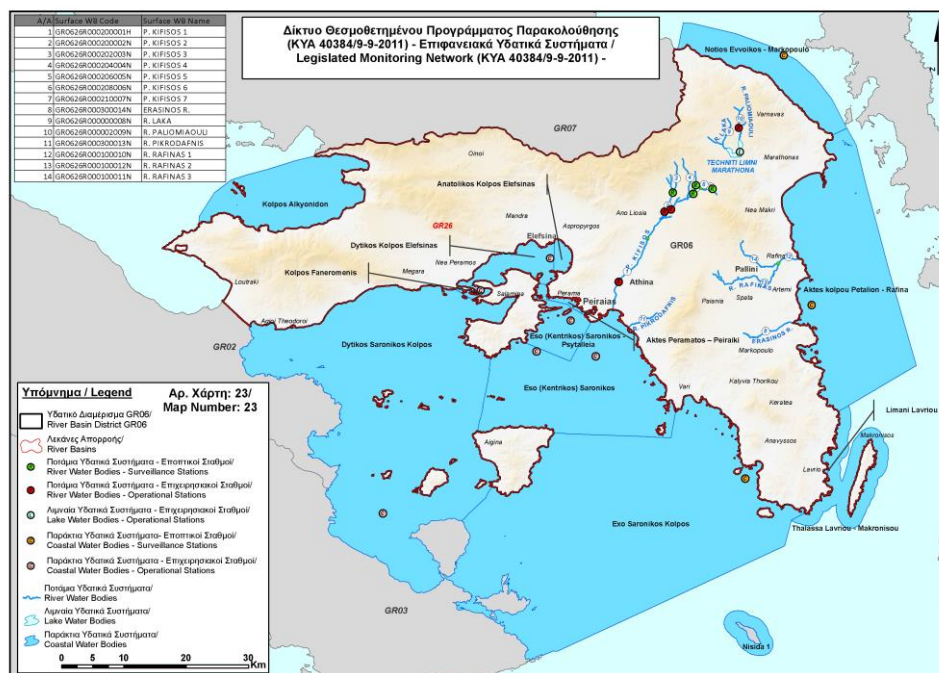 A/A Surface WB Code Surface WB Name
1 GR0626R000200001H P. KIFISOS 1
2 GR0626R000200002N P. KIFISOS 2
3 GR0626R000202003N P. KIFISOS 3
4 GR0626R000204004N P. KIFISOS 4
5 GR0626R000206005N P. KIFISOS 5
6 GR0626R000208006N P. KIFISOS 6
7 GR0626R000210007N P. KIFISOS 7
8 GR0626R000300014N ERASINOS R.
9 GR0626R000000008N R. LAKA
10 GR0626R000002009N R. PALIOMIAOULI
11 GR0626R000300013N R. PIKRODAFNIS
12 GR0626R000100010N R. RAFINAS 1
13 GR0626R000100012N R. RAFINAS 2
14 GR0626R000100011N R. RAFINAS 3
Δίκτυο Θεσμοθετημένου Προγράμματος Παρακολούθησης
(ΚΥΑ 40384/9-9-2011) - Επιφανειακά Υδατικά Συστήματα /
Legislated Monitoring Network (KYA 40384/9-9-2011) -
Notios Evvoikos - Markopoulo
GR07
R. PALIOMIAOULI
R. LAKA
Varnavas
Oinoi
Marathonas
TECHNITI LIMNI
MARATHONA
Anatolikos Kolpos Elefsinas
Kolpos Alkyonidon
Mandra
Ano Liosia
Nea Makri
GR26
Aspropyrgos
Dytikos Kolpos Elefsinas
Elefsina
GR06
P. KIFISOS
Nea Peramos
Kolpos Faneromenis
Megara
Rafina
Pallini
Loutraki
Salamina
Perama
Athina
R. RAFINAS
Artemi
Peiraias
Paiania
Spata
Aktes kolpou Petalion - Rafina
Agioi Theodoroi
R. PIKRODAFNIS
ERASINOS R.
GR02
Dytikos Saronikos Kolpos
Eso (Kentrikos) Saronikos -
Psytalleia
Aktes Peramatos – Peiraiki
Markopoulo
Eso (Kentrikos) Saronikos
Vari
Kalyvia Thorikou
Keratea
Limani Lavriou
Aigina
Anavyssos
Makronisos
Lavrio
Exo Saronikos Kolpos
Thalassa Lavriou - Makronisou
GR03
Nisida 1
Υπόμνημα / Legend
Αρ. Χάρτη: 23/
Map Number: 23
Υδατικό Διαμέρισμα GR06/
River Basin District GR06
Λεκάνες Απορροής/
River Basins
Ποτάμια Υδατικά Συστήματα - Εποπτικοί Σταθμοί/
River Water Bodies - Surveillance Stations
Ποτάμια Υδατικά Συστήματα - Επιχειρησιακοί Σταθμοί/
River Water Bodies - Operational Stations
Λιμναία Υδατικά Συστήματα - Επιχειρησιακοί Σταθμοί/
Lake Water Bodies - Operational Stations
Παράκτια Υδατικά Συστήματα- Εποπτικοί Σταθμοί/
Coastal Water Bodies - Surveillance Stations
Παράκτια Υδατικά Συστήματα - Επιχειρησιακοί Σταθμοί/
Coastal Water Bodies - Operational Stations
Ποτάμια Υδατικά Συστήματα/
River Water Bodies
Λιμναία Υδατικά Συστήματα/
Lake Water Bodies
Παράκτια Υδατικά Συστήματα/
Coastal Water Bodies
0 5 10 20 30
Km